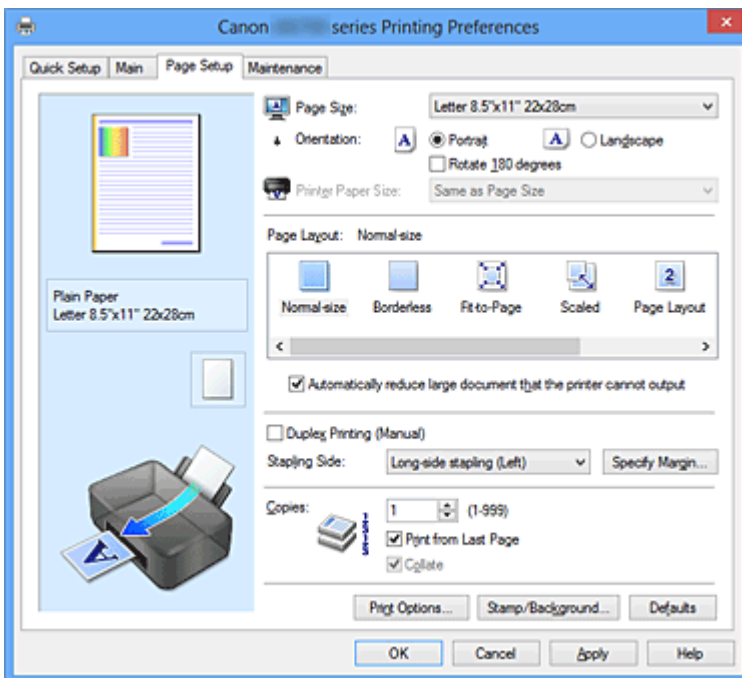 Canon series Printing Preferences
Quick Setup Main Page Setup Maintenance
Page Size: Letter 8.5"x11" 22x28cm
Orientation: A Portrait A Landscape
Rotate 180 degrees
Printer Paper Size: Same as Page Size
Page Layout: Normal-size
2
Normal-size Borderless Fit-to-Page Scaled Page Layout
Plain Paper
Letter 8.5"x11" 22x28cm
Automatically reduce large document that the printer cannot output
Duplex Printing (Manual)
Stapling Side: Long-side stapling (Left) Specify Margin...
Copies: 1 (1-999)
Print from Last Page
Collate
A
Print Options... Stamp/Background... Defaults
OK Cancel Apply Help